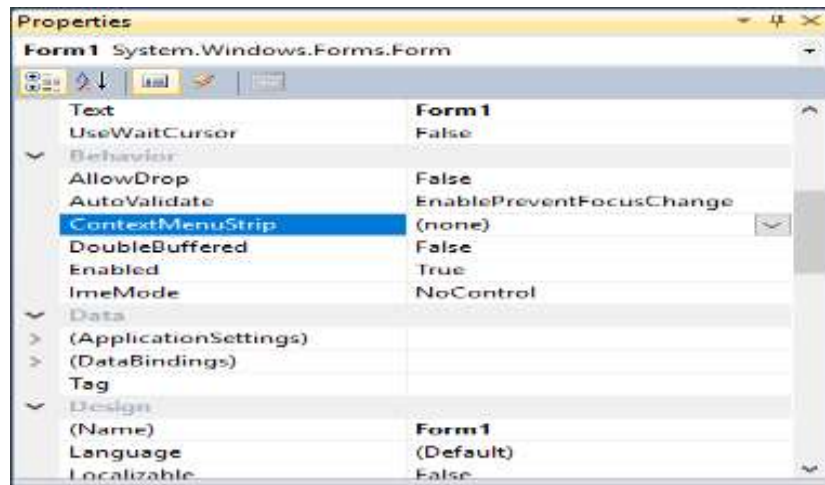 Properties
Form1 System.Windows.Forms.Form
Text Form1
UseWaitCursor False
Behavior
AllowDrop False
AutoValidate EnablePreventFocusChange
ContextMenuStrip (none)
DoubleBuffered False
Enabled True
ImeMode NoControl
Data
(ApplicationSettings)
(DataBindings)
Tag
Design
(Name) Form1
Language (Default)
Localizable False